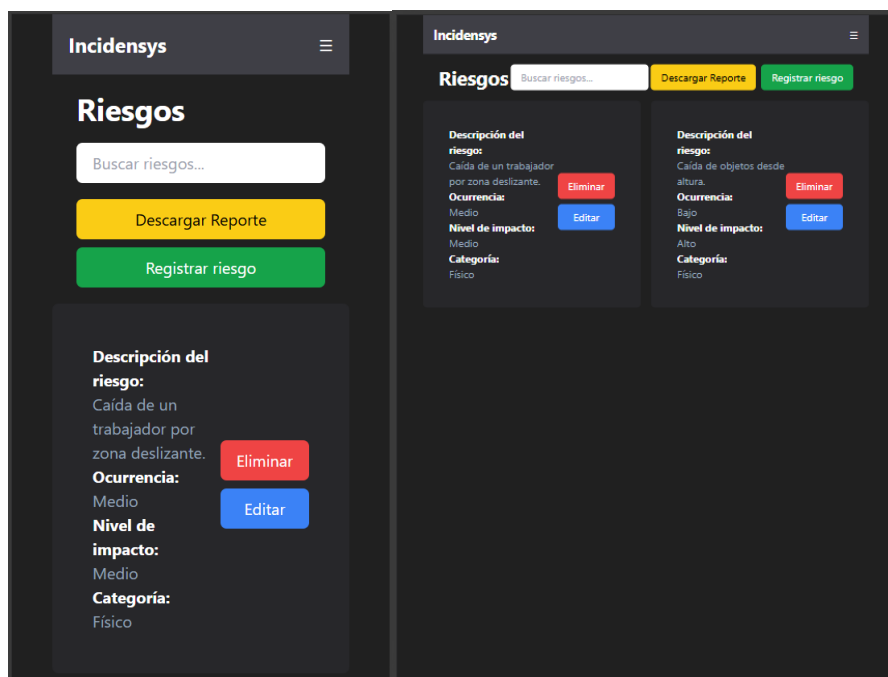 Incidensys
☰
Riesgos
Buscar riesgos...
Descargar Reporte
Registrar riesgo
Descripción del
riesgo:
Caída de un
trabajador por
zona deslizante.
Ocurrencia:
Medio
Nivel de
impacto:
Medio
Categoría:
Físico
Eliminar
Editar
Incidensys
☰
Riesgos
Buscar riesgos...
Descargar Reporte
Registrar riesgo
Descripción del
riesgo:
Caída de un trabajador
por zona deslizante.
Ocurrencia:
Medio
Nivel de impacto:
Medio
Categoría:
Físico
Eliminar
Editar
Descripción del
riesgo:
Caída de objetos desde
altura.
Ocurrencia:
Bajo
Nivel de impacto:
Alto
Categoría:
Físico
Eliminar
Editar